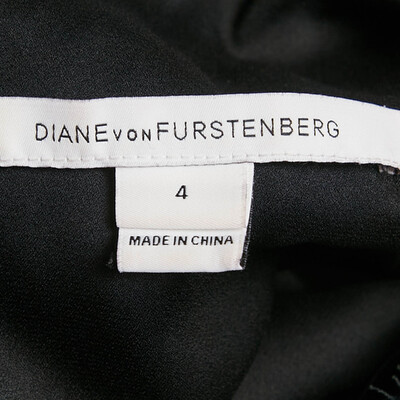 DIANE VON FURSTENBERG
4
MADE IN CHINA